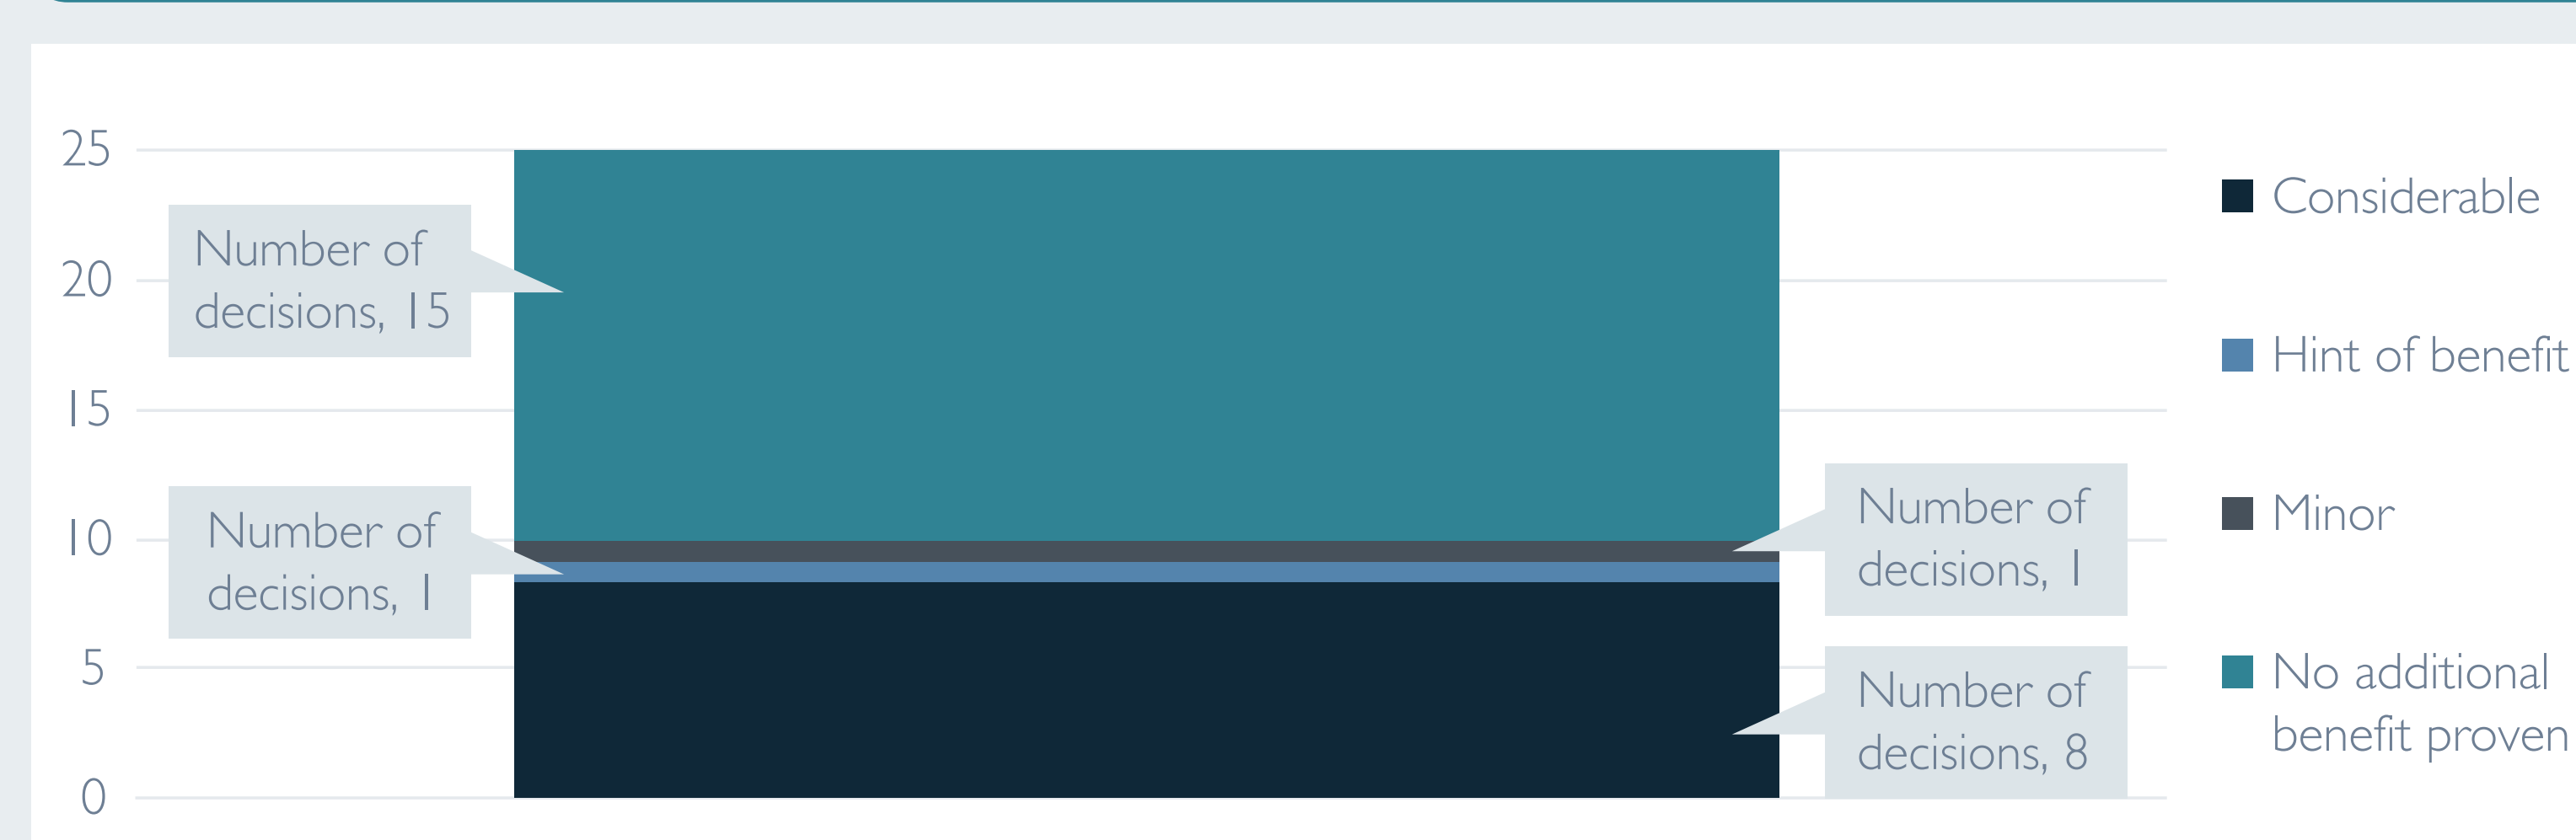 25
20
15
10
5
0
Number of
decisions, 15
Number of
decisions, 1
Number of
decisions, 1
Number of
decisions, 8
Considerable
Hint of benefit
Minor
No additional
benefit proven